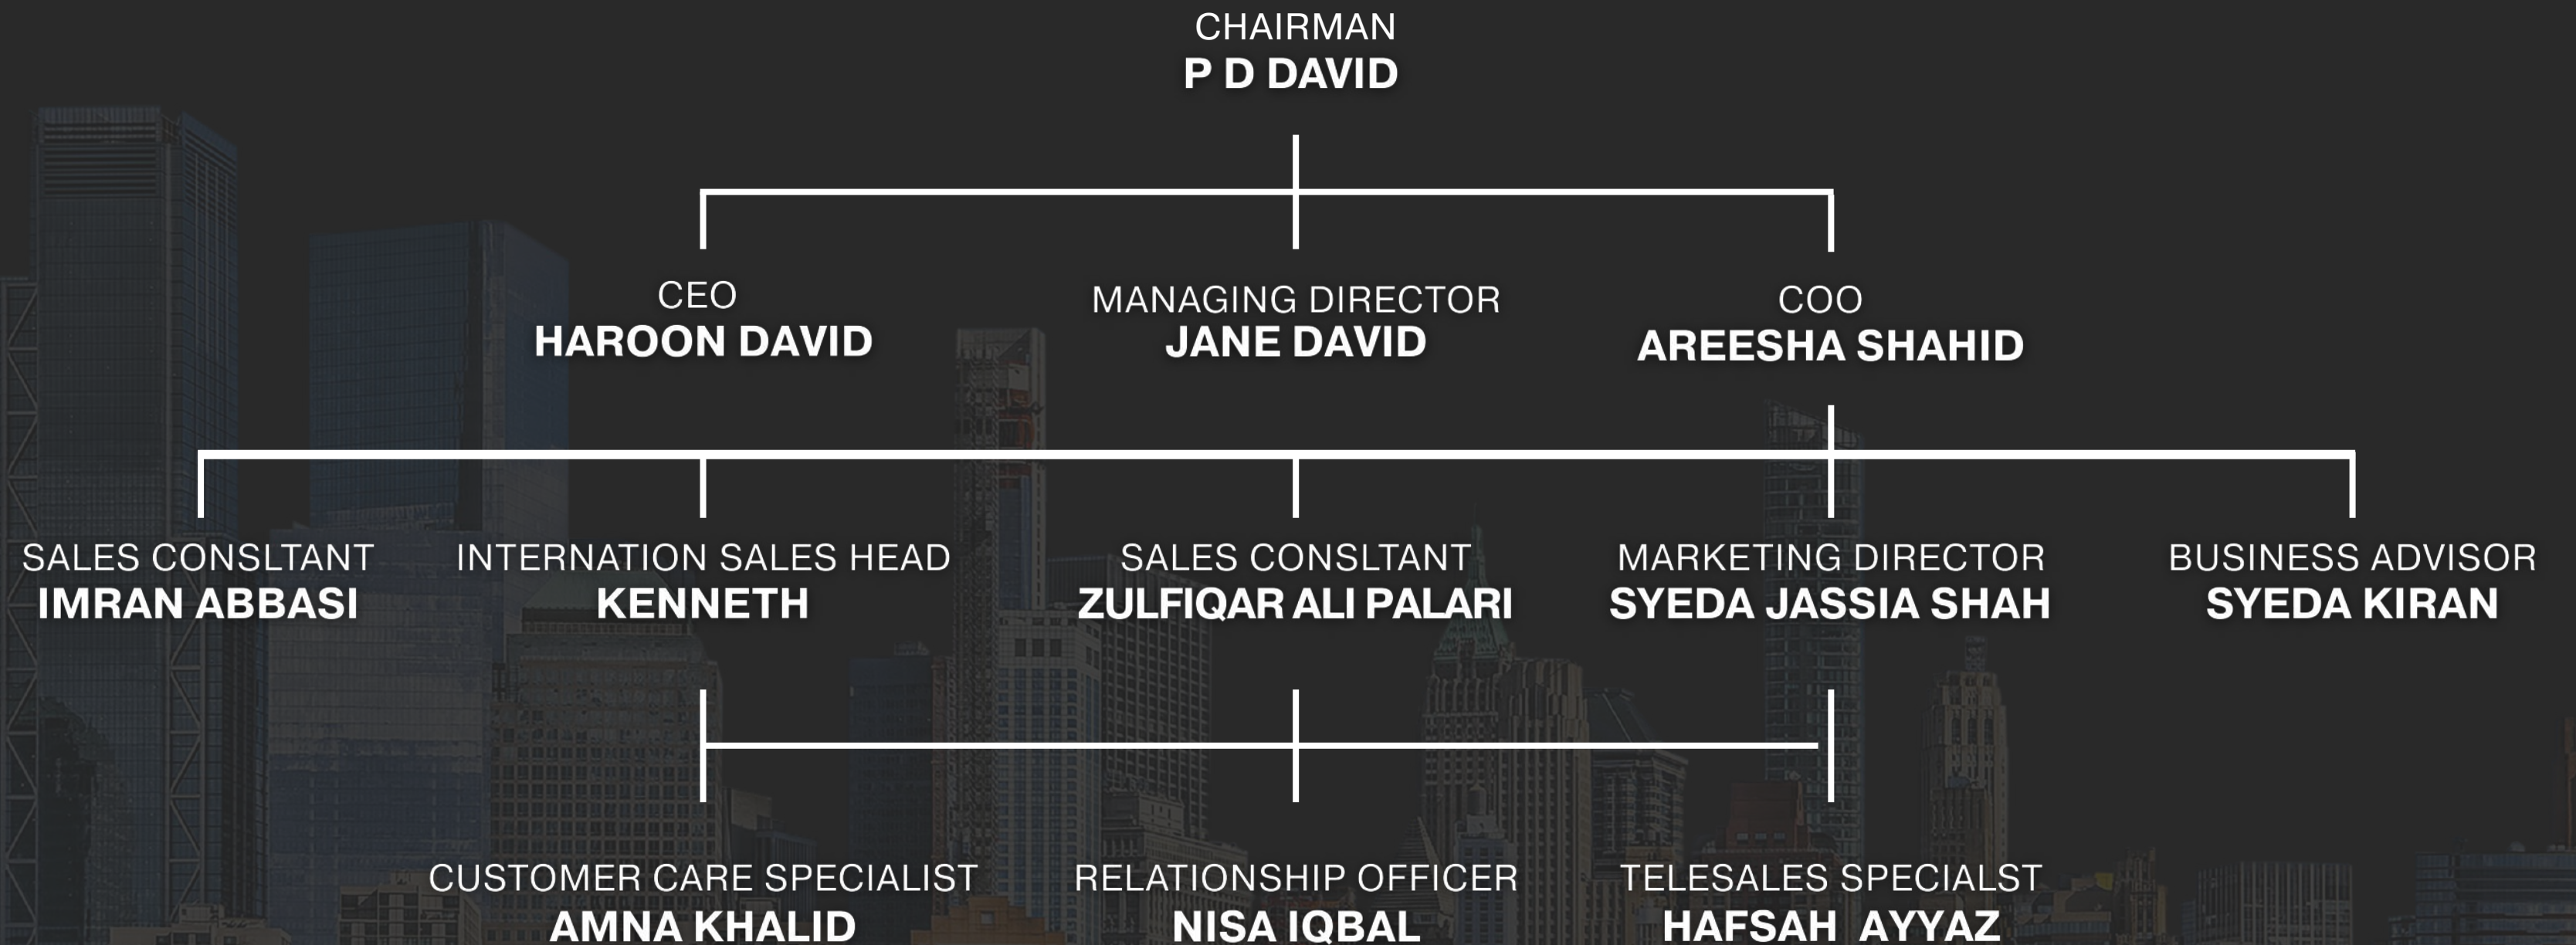 CHAIRMAN
P D DAVID
CEO
HAROON DAVID
MANAGING DIRECTOR
JANE DAVID
COO
AREESHA SHAHID
SALES CONSLTANT
IMRAN ABBASI
INTERNATION SALES HEAD
KENNETH
SALES CONSLTANT
ZULFIQAR ALI PALARI
MARKETING DIRECTOR
SYEDA JASSIA SHAH
BUSINESS ADVISOR
SYEDA KIRAN
CUSTOMER CARE SPECIALIST
AMNA KHALID
RELATIONSHIP OFFICER
NISA IQBAL
TELESALES SPECIALST
HAFSAH AYYAZ